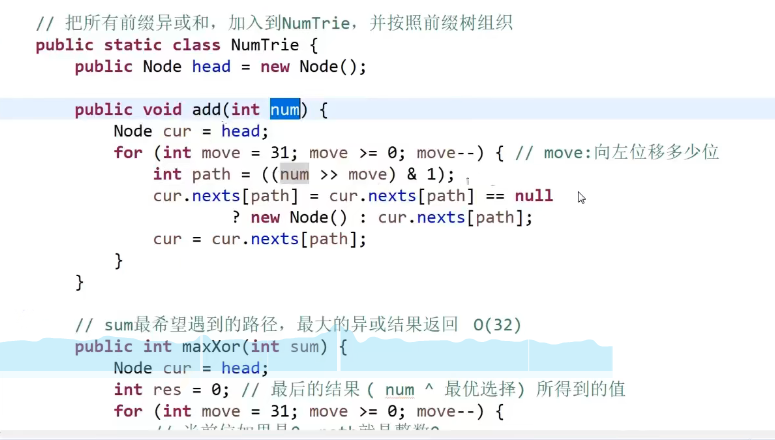 // 把所有前缀异或和，加入到NumTrie，并按照前缀树组织
public static class NumTrie {
public Node head = new Node();
public void add(int num) {
Node cur = head;
for (int move = 31; move >= 0; move--) { // move:向左位移多少位
int path = ((num >> move) & 1);
cur.nexts[path] = cur.nexts[path] == null
? new Node() : cur.nexts[path];
cur = cur.nexts[path];
}
}
// sum最希望遇到的路径，最大的异或结果返回 O(32)
public int maxXor(int sum) {
Node cur = head;
int res = 0; // 最后的结果( num ^ 最优选择) 所得到的值
for (int move = 31; move >= 0; move--) {